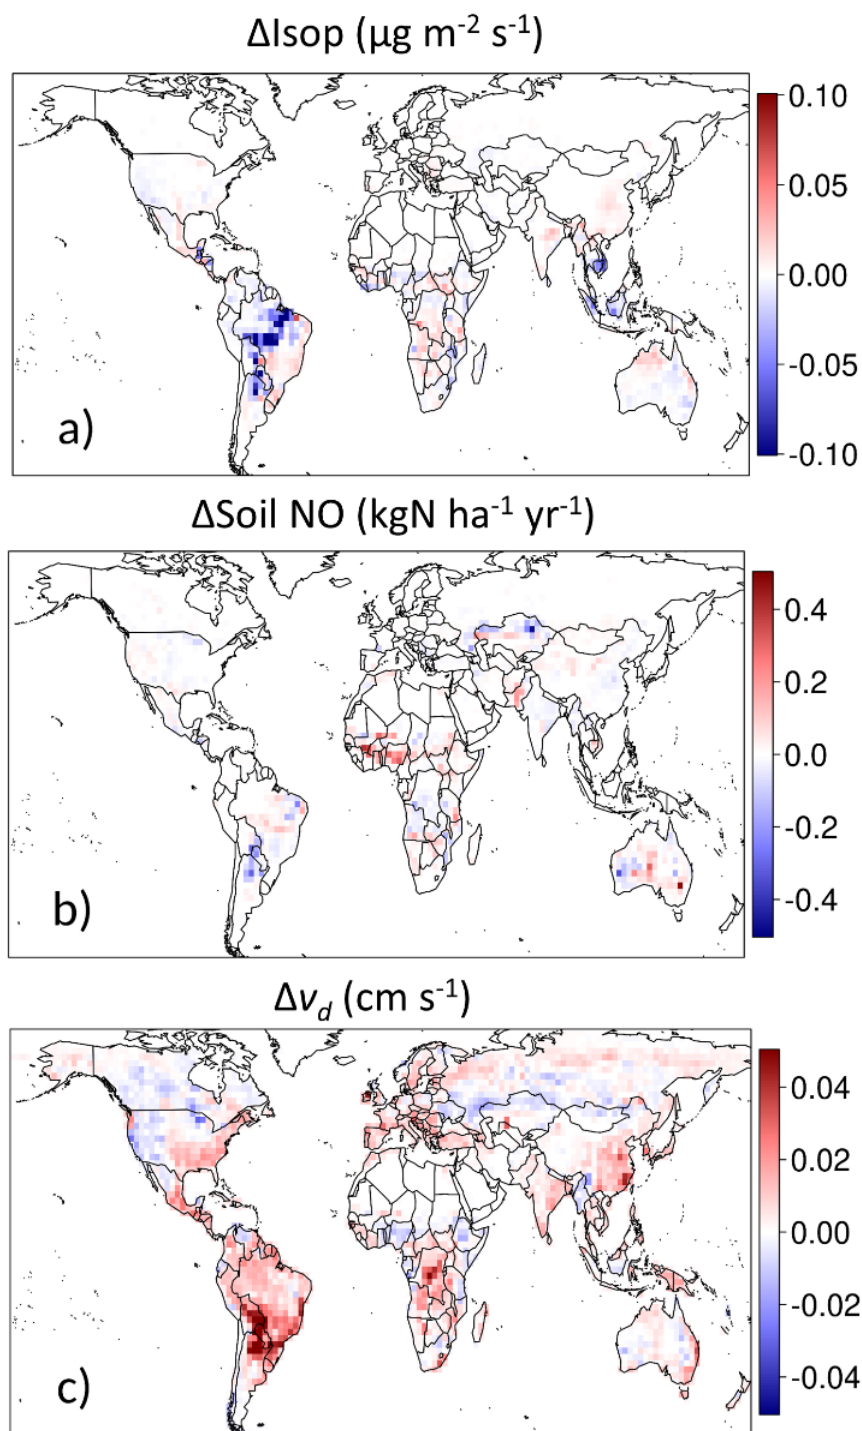 ΔIsop (µg m⁻² s⁻¹)
0.10
0.05
0.00
-0.05
-0.10
a)
ΔSoil NO (kgN ha⁻¹ yr⁻¹)
0.4
0.2
0.0
-0.2
-0.4
b)
Δv_d (cm s⁻¹)
0.04
0.02
0.00
-0.02
-0.04
c)